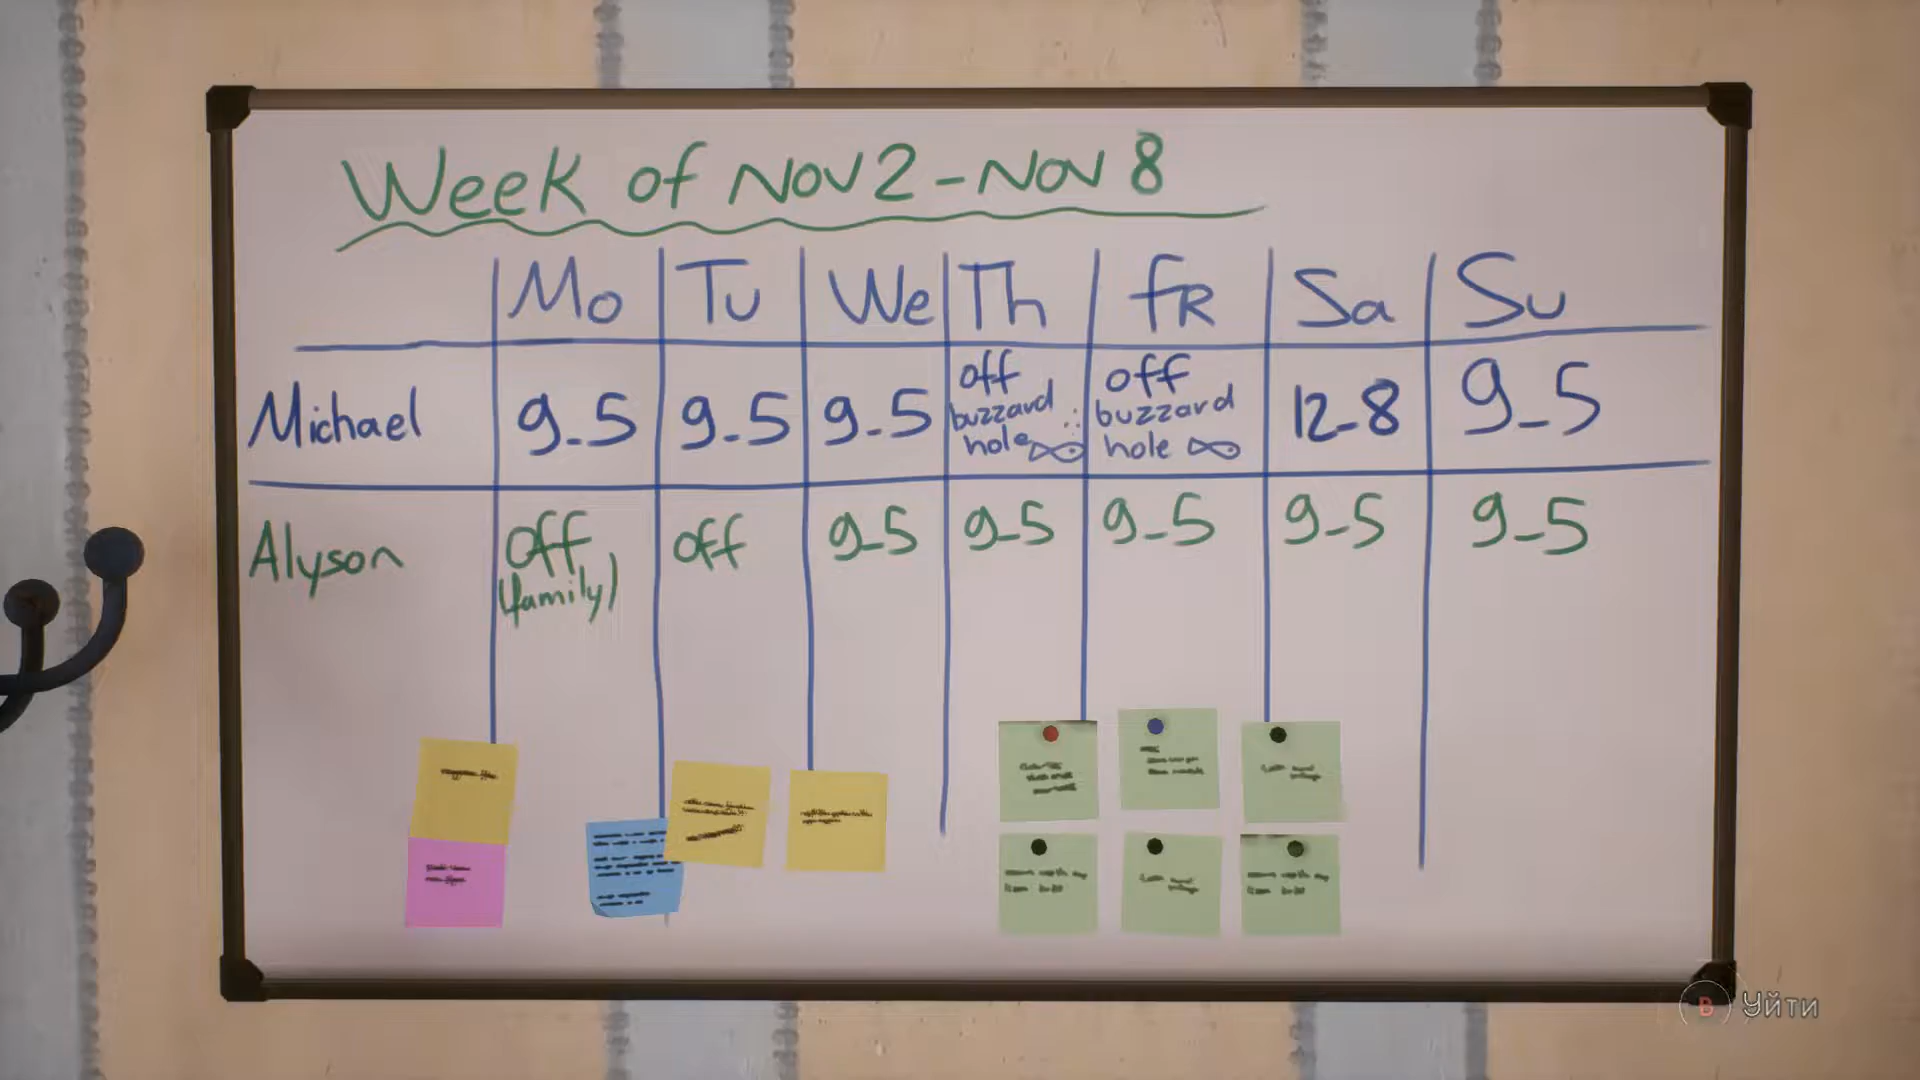 Week of Nov 2 - Nov 8
Mo Tu We Th fR Sa Su
Michael 9-5 9-5 9-5 off buzzard hole off buzzard hole 12-8 9-5
Alyson off (family) off 9-5 9-5 9-5 9-5 9-5
B Уйти